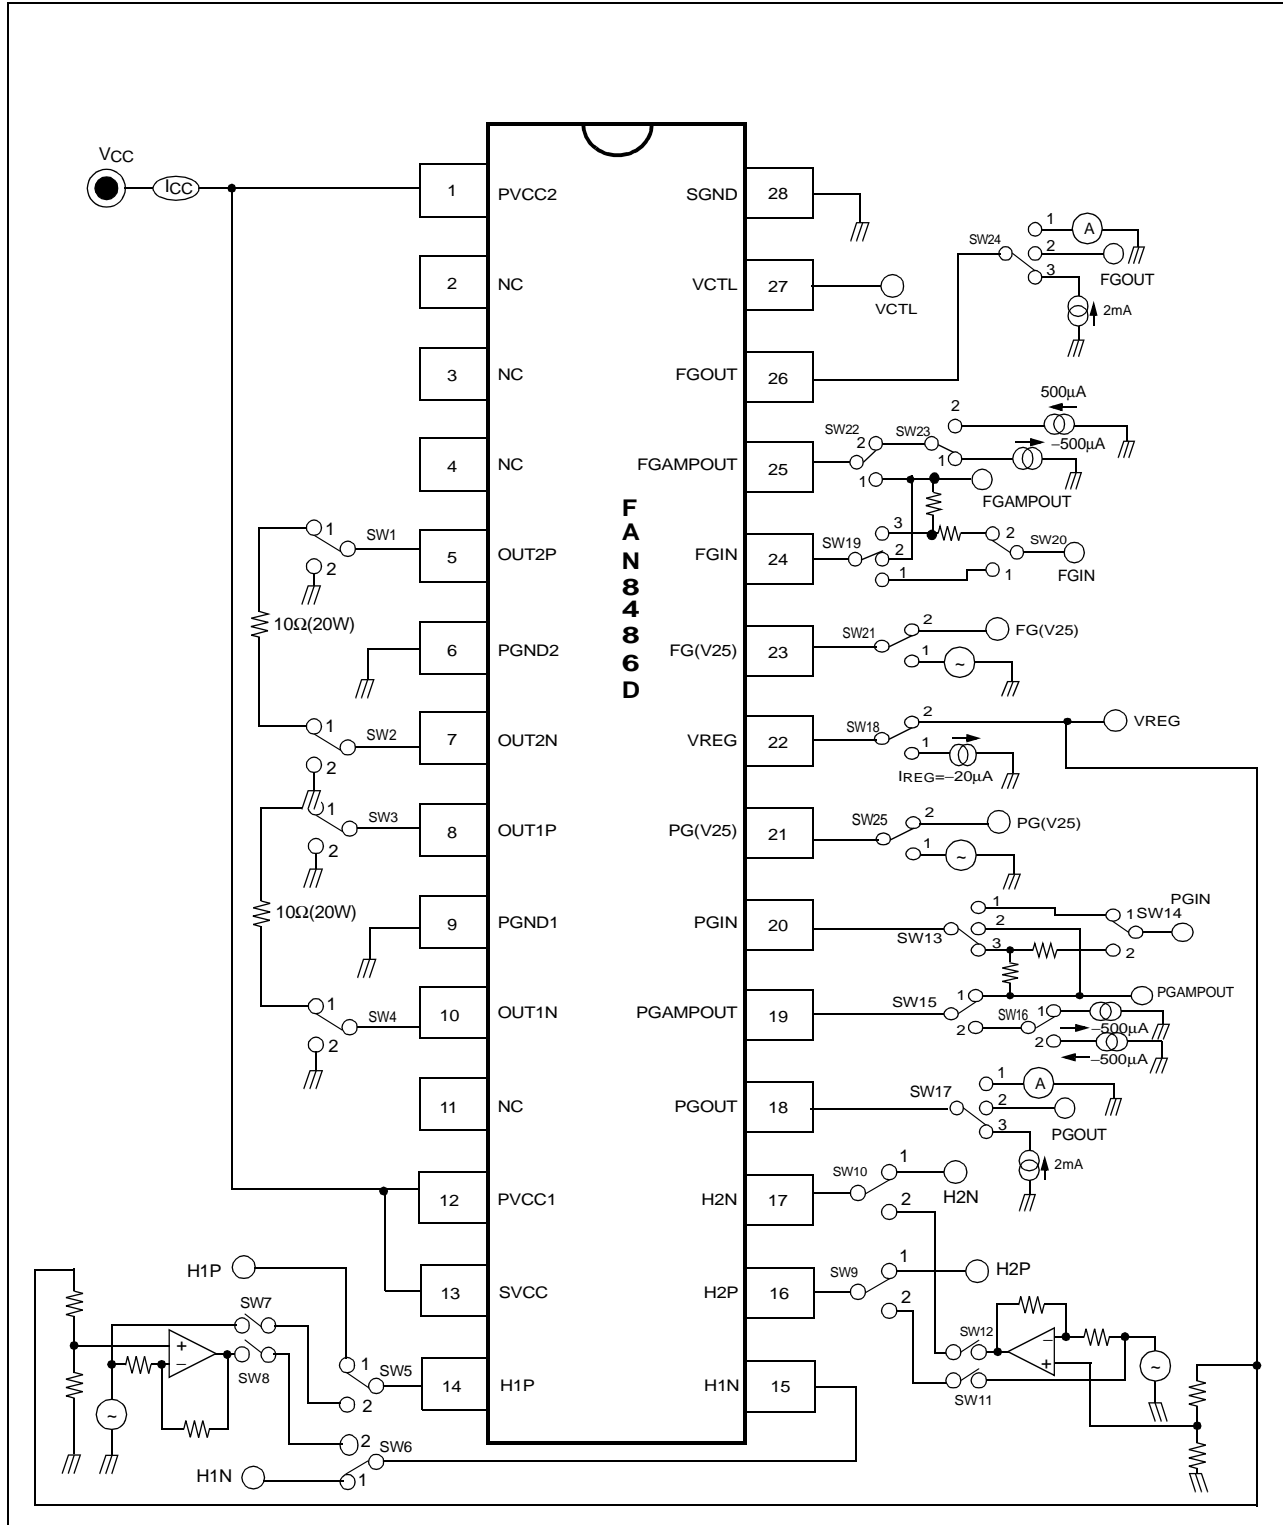 VCC
ICC
1 PVCC2
2 NC
3 NC
4 NC
5 OUT2P
6 PGND2
7 OUT2N
8 OUT1P
9 PGND1
10 OUT1N
11 NC
12 PVCC1
13 SVCC
14 H1P
FAN8486D
SGND 28
VCTL 27
FGOUT 26
FGAMPOUT 25
FGIN 24
FG(V25) 23
VREG 22
PG(V25) 21
PGIN 20
PGAMPOUT 19
PGOUT 18
H2N 17
H2P 16
H1N 15
1
SW1
2
10Ω(20W)
1
SW2
2
1
SW3
2
10Ω(20W)
1
SW4
2
H1P
SW7
+
−
SW8
~
1
SW5
2
2
SW6
1
H1N
VCTL
SW24
1
A
2
FGOUT
3
2mA
500µA
SW22
2
SW23
2
1
−500µA
1
FGAMPOUT
SW19
3
2
1
2
SW20
1
FGIN
SW21
2
FG(V25)
1
~
SW18
2
VREG
1
IREG=−20µA
SW25
2
PG(V25)
1
~
PGIN
1
1
SW14
SW13
2
3
2
SW15
1
PGAMPOUT
2
SW16
1
−500µA
2
−500µA
SW17
1
A
2
PGOUT
3
2mA
SW10
1
H2N
2
SW9
1
H2P
2
SW12
−
+
SW11
~